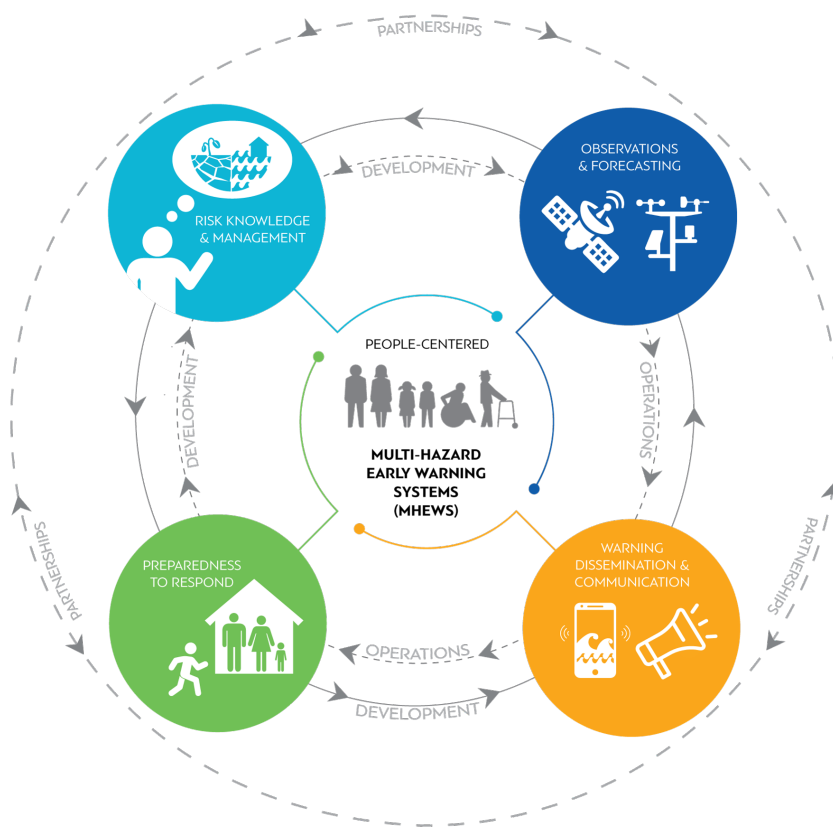 PARTNERSHIPS
OBSERVATIONS
& FORECASTING
DEVELOPMENT
RISK KNOWLEDGE
& MANAGEMENT
PEOPLE-CENTERED
DEVELOPMENT
OPERATIONS
MULTI-HAZARD
EARLY WARNING
SYSTEMS
(MHEWS)
PARTNERSHIPS
PARTNERSHIPS
PREPAREDNESS
TO RESPOND
WARNING
DISSEMINATION &
COMMUNICATION
OPERATIONS
DEVELOPMENT